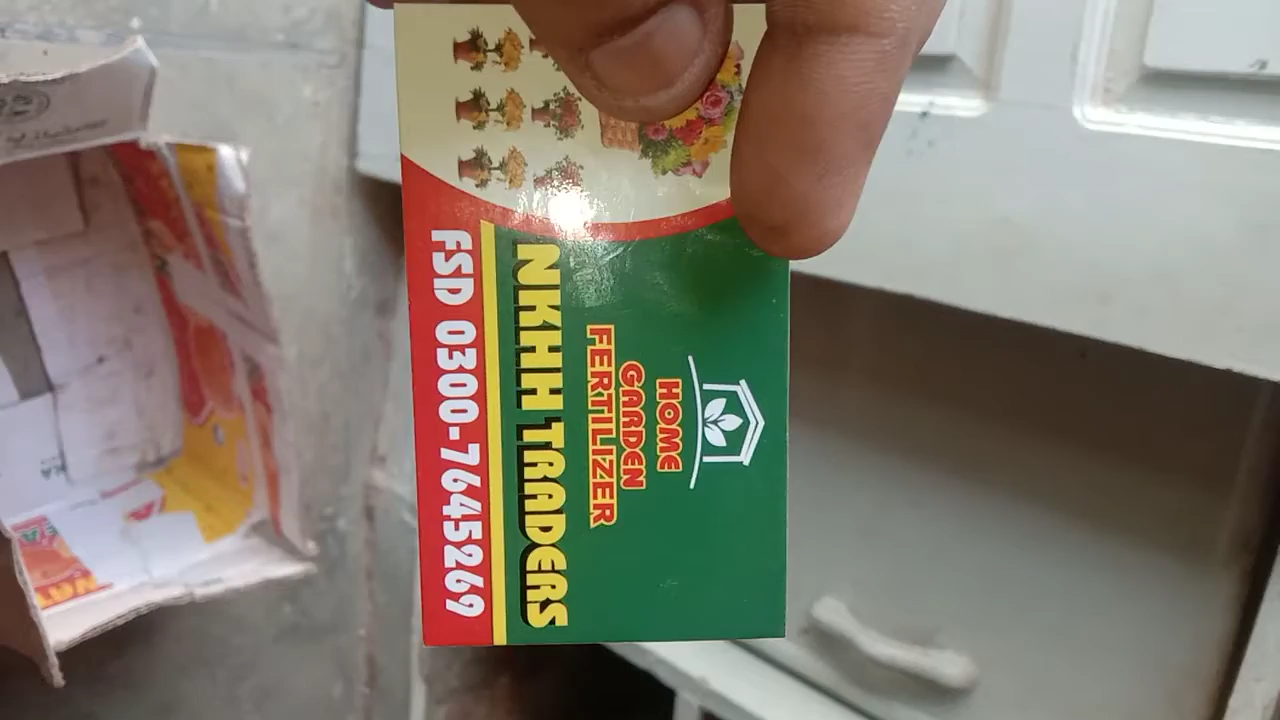 HOME
GARDEN
FERTILIZER
NKHH TRADERS
FSD 0300-7645269